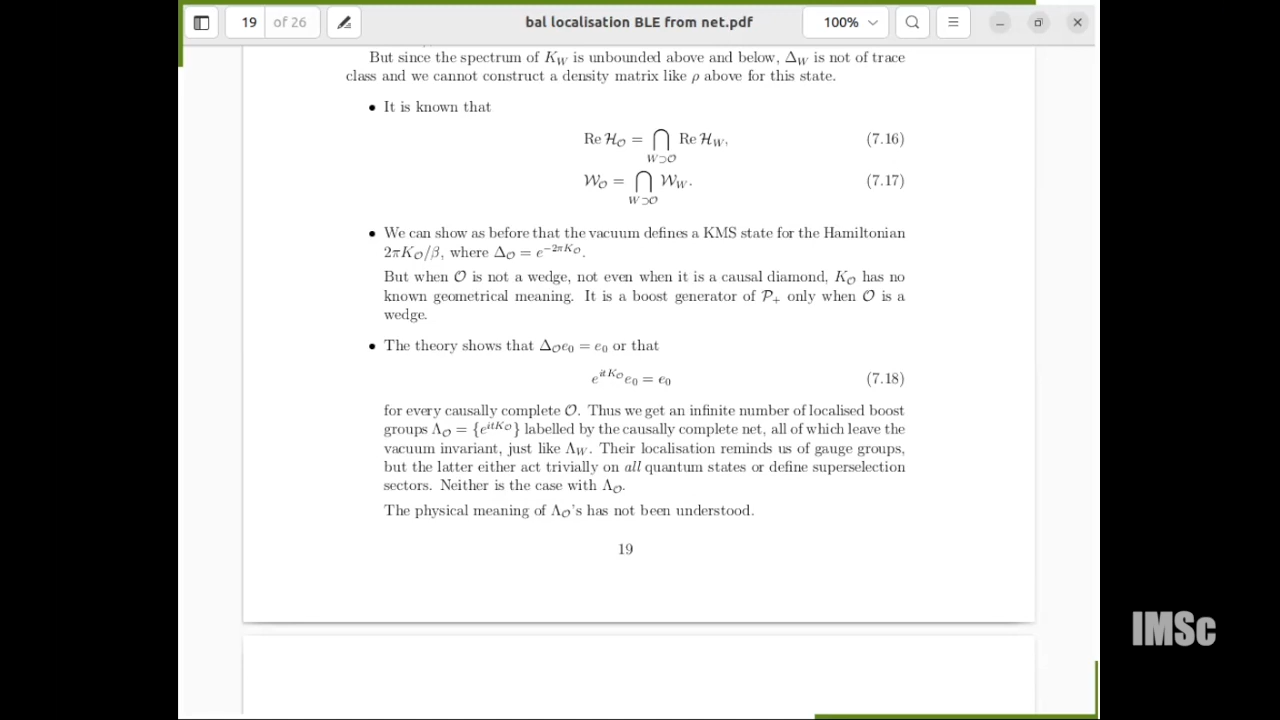 19 of 26
bal localisation BLE from net.pdf
100%
But since the spectrum of K_W is unbounded above and below, Δ_W is not of trace
class and we cannot construct a density matrix like ρ above for this state.
• It is known that
Re ℋ_𝒪 = ⋂_{W⊃𝒪} Re ℋ_W, (7.16)
𝒲_𝒪 = ⋂_{W⊃𝒪} 𝒲_W. (7.17)
• We can show as before that the vacuum defines a KMS state for the Hamiltonian
2πK_𝒪/β, where Δ_𝒪 = e^{−2πK_𝒪}.
But when 𝒪 is not a wedge, not even when it is a causal diamond, K_𝒪 has no
known geometrical meaning. It is a boost generator of 𝒫_+ only when 𝒪 is a
wedge.
• The theory shows that Δ_𝒪e_0 = e_0 or that
e^{itK_𝒪}e_0 = e_0 (7.18)
for every causally complete 𝒪. Thus we get an infinite number of localised boost
groups Λ_𝒪 = {e^{itK_𝒪}} labelled by the causally complete net, all of which leave the
vacuum invariant, just like Λ_W. Their localisation reminds us of gauge groups,
but the latter either act trivially on all quantum states or define superselection
sectors. Neither is the case with Λ_𝒪.
The physical meaning of Λ_𝒪's has not been understood.
19
IMSc